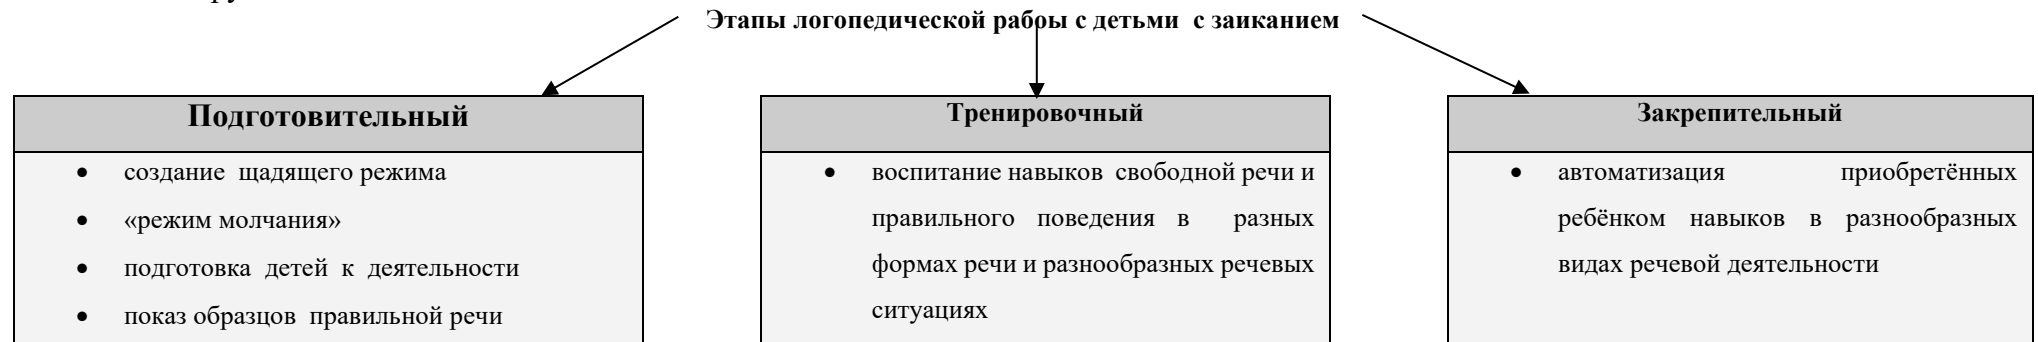 Этапы логопедической рабоы с детьми с заиканием
Подготовительный
• создание щадящего режима
• «режим молчания»
• подготовка детей к деятельности
• показ образцов правильной речи
Тренировочный
• воспитание навыков свободной речи и
правильного поведения в разных
формах речи и разнообразных речевых
ситуациях
Закрепительный
• автоматизация приобретённых
ребёнком навыков в разнообразных
видах речевой деятельности